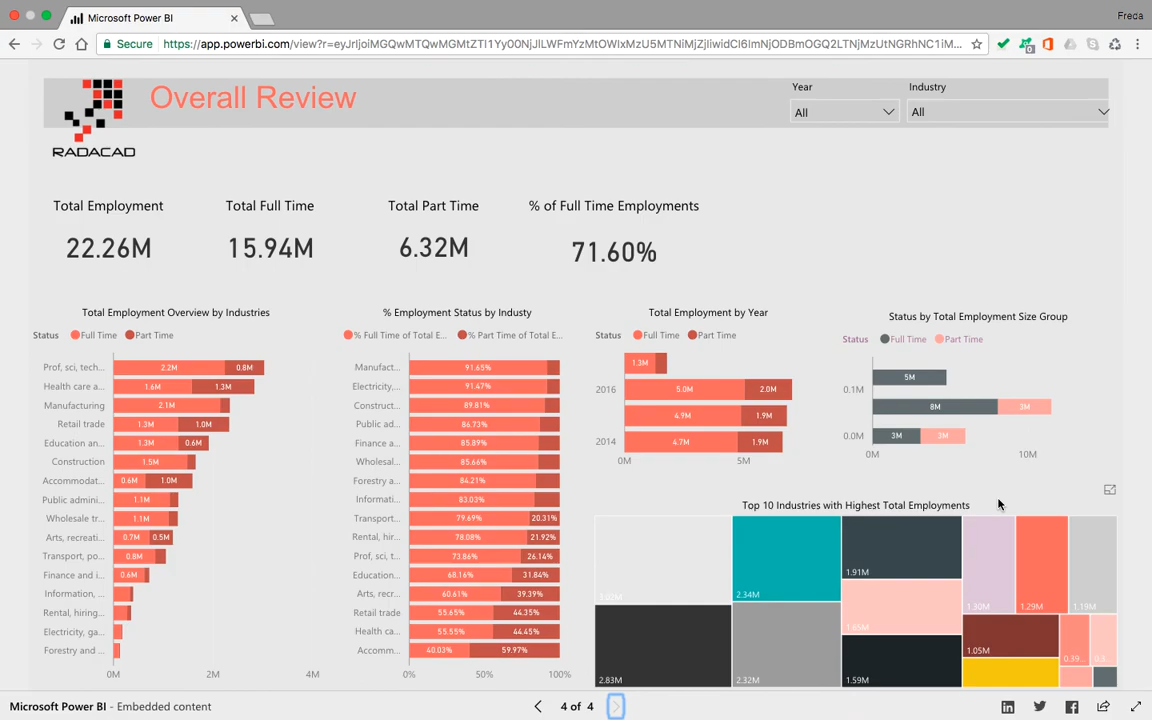 Microsoft Power BI
Freda
Secure
Overall Review
RADACAD
Year
Industry
All
All
Total Employment
Total Full Time
Total Part Time
% of Full Time Employments
22.26M
15.94M
6.32M
71.60%
Total Employment Overview by Industries
Status Full Time Part Time
Prof, sci, tech... 2.2M 0.8M
Health care a... 1.6M 1.3M
Manufacturing 2.1M
Retail trade 1.3M 1.0M
Education an... 1.3M 0.6M
Construction 1.5M
Accommodat... 0.6M 1.0M
Public admini... 1.1M
Wholesale tr... 1.1M
Arts, recreati... 0.7M 0.5M
Transport, po... 0.8M
Finance and i... 0.6M
Information, ...
Rental, hiring...
Electricity, ga...
Forestry and ...
0M 2M 4M
% Employment Status by Industy
% Full Time of Total E... % Part Time of Total E...
Manufact... 91.65%
Electricity,... 91.47%
Construct... 89.81%
Public ad... 86.73%
Finance a... 85.89%
Wholesal... 85.66%
Forestry a... 84.21%
Informati... 83.03%
Transport... 79.69% 20.31%
Rental, hir... 78.08% 21.92%
Prof, sci, t... 73.86% 26.14%
Education... 68.16% 31.84%
Arts, recr... 60.61% 39.39%
Retail trade 55.65% 44.35%
Health ca... 55.55% 44.45%
Accomm... 40.03% 59.97%
0% 50% 100%
Total Employment by Year
Status Full Time Part Time
1.3M
2016 5.0M 2.0M
4.9M 1.9M
2014 4.7M 1.9M
0M 5M
Status by Total Employment Size Group
Status Full Time Part Time
5M
0.1M
8M 3M
0.0M 3M 3M
0M 10M
Top 10 Industries with Highest Total Employments
2.83M
2.34M
2.32M
1.91M
1.65M
1.59M
1.30M
1.29M
1.19M
1.05M
0.39...
Microsoft Power BI - Embedded content
4 of 4